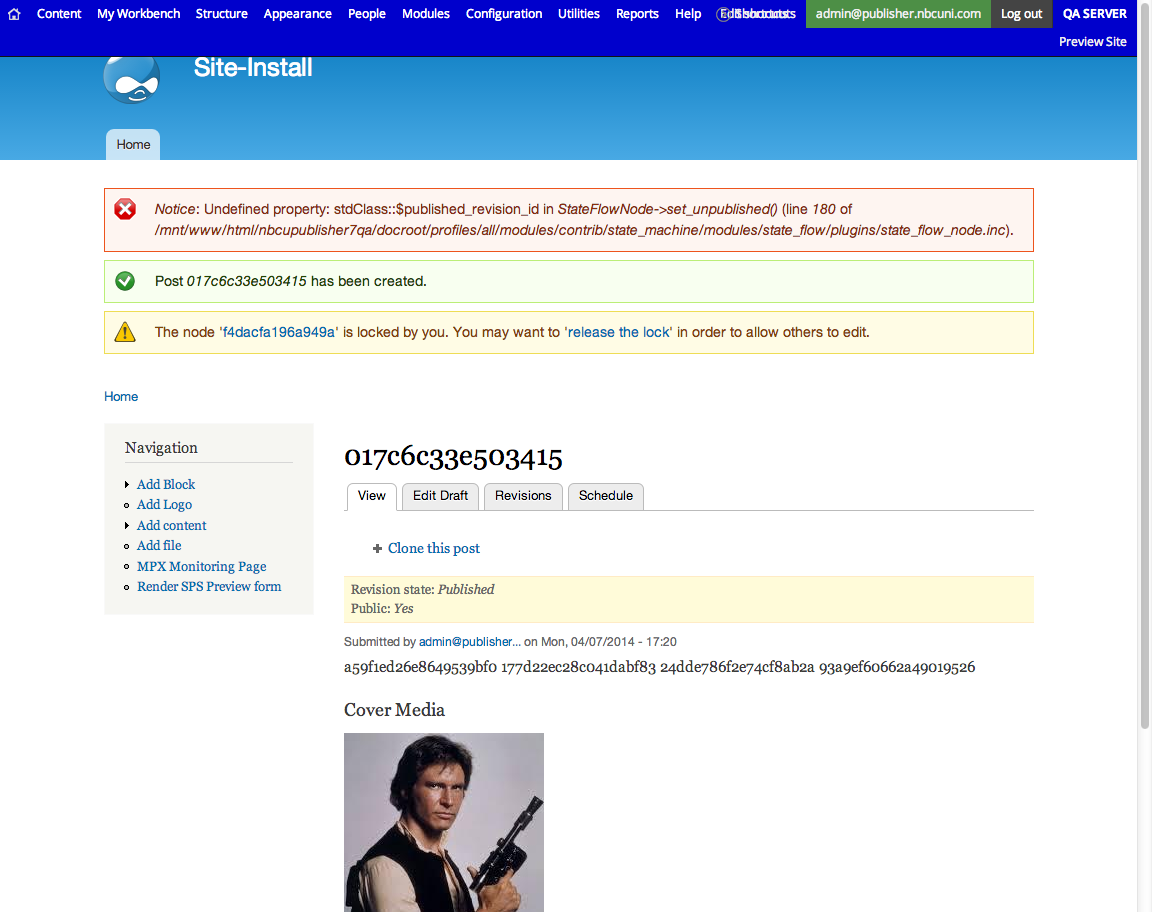 Content My Workbench Structure Appearance People Modules Configuration Utilities Reports Help Edit shortcuts Shortcuts admin@publisher.nbcuni.com Log out QA SERVER
Preview Site
Site-Install
Home
Notice: Undefined property: stdClass::$published_revision_id in StateFlowNode->set_unpublished() (line 180 of
/mnt/www/html/nbcupublisher7qa/docroot/profiles/all/modules/contrib/state_machine/modules/state_flow/plugins/state_flow_node.inc).
Post 017c6c33e503415 has been created.
The node 'f4dacfa196a949a' is locked by you. You may want to 'release the lock' in order to allow others to edit.
Home
Navigation
Add Block
Add Logo
Add content
Add file
MPX Monitoring Page
Render SPS Preview form
017c6c33e503415
View Edit Draft Revisions Schedule
Clone this post
Revision state: Published
Public: Yes
Submitted by admin@publisher... on Mon, 04/07/2014 - 17:20
a59f1ed26e8649539bf0 177d22ec28c041dabf83 24dde786f2e74cf8ab2a 93a9ef60662a49019526
Cover Media